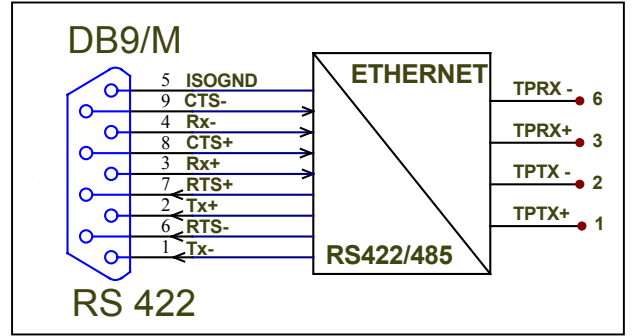 DB9/M
5 ISOGND
9 CTS-
4 Rx-
8 CTS+
3 Rx+
7 RTS+
2 Tx+
6 RTS-
1 Tx-
RS 422
ETHERNET
RS422/485
TPRX - 6
TPRX+ 3
TPTX - 2
TPTX+ 1